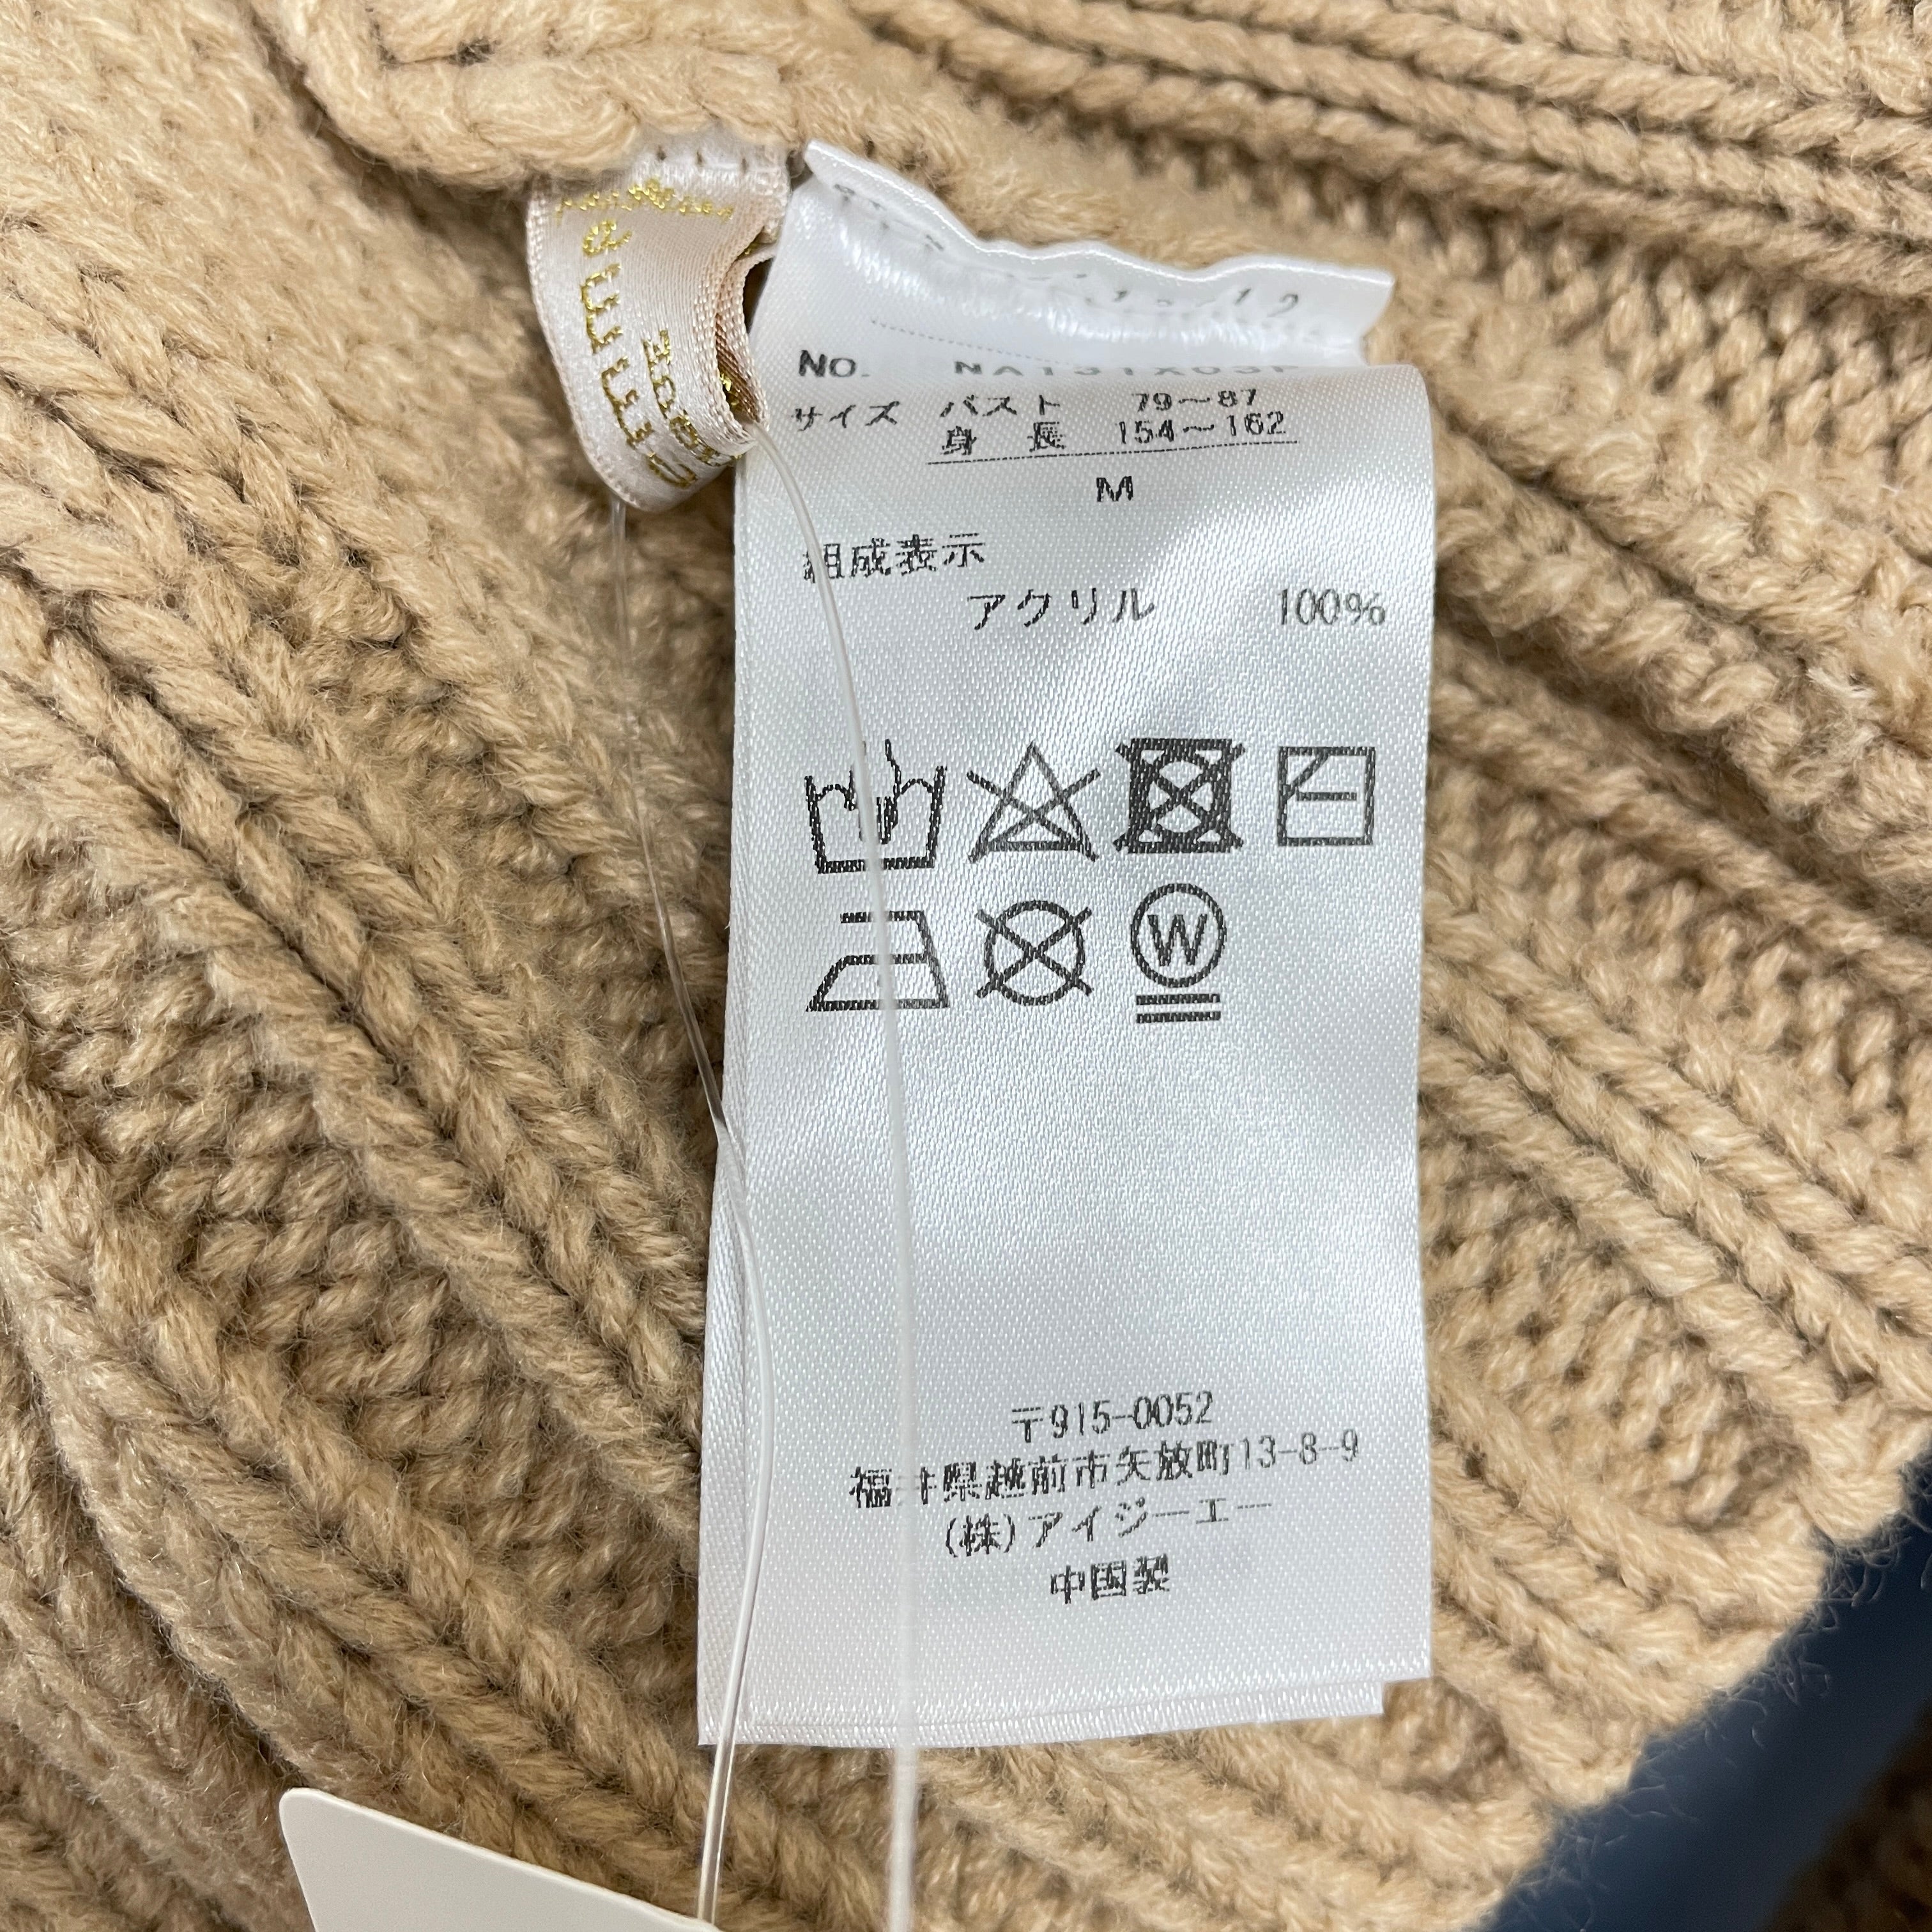 No.
サイズ バスト 79～87
身 長 154～162
M
組成表示
アクリル 100%
W
〒915-0052
福井県越前市矢放町13-8-9
(株)アイジーエー
中国製